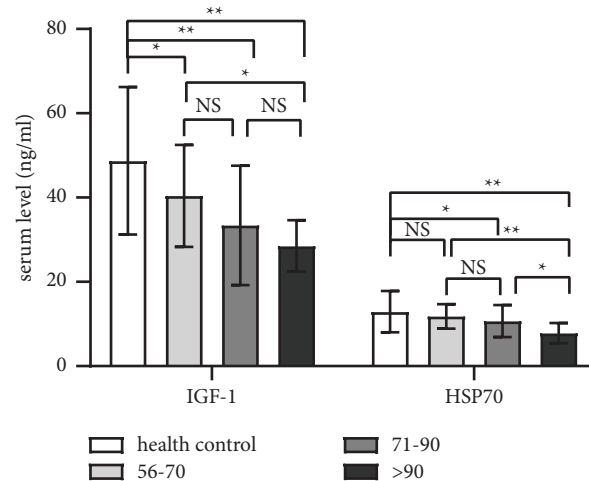 80
60
40
20
0
serum level (ng/ml)
**
**
*
*
NS
NS
**
*
NS
**
NS
*
IGF-1
HSP70
health control
71-90
56-70
>90